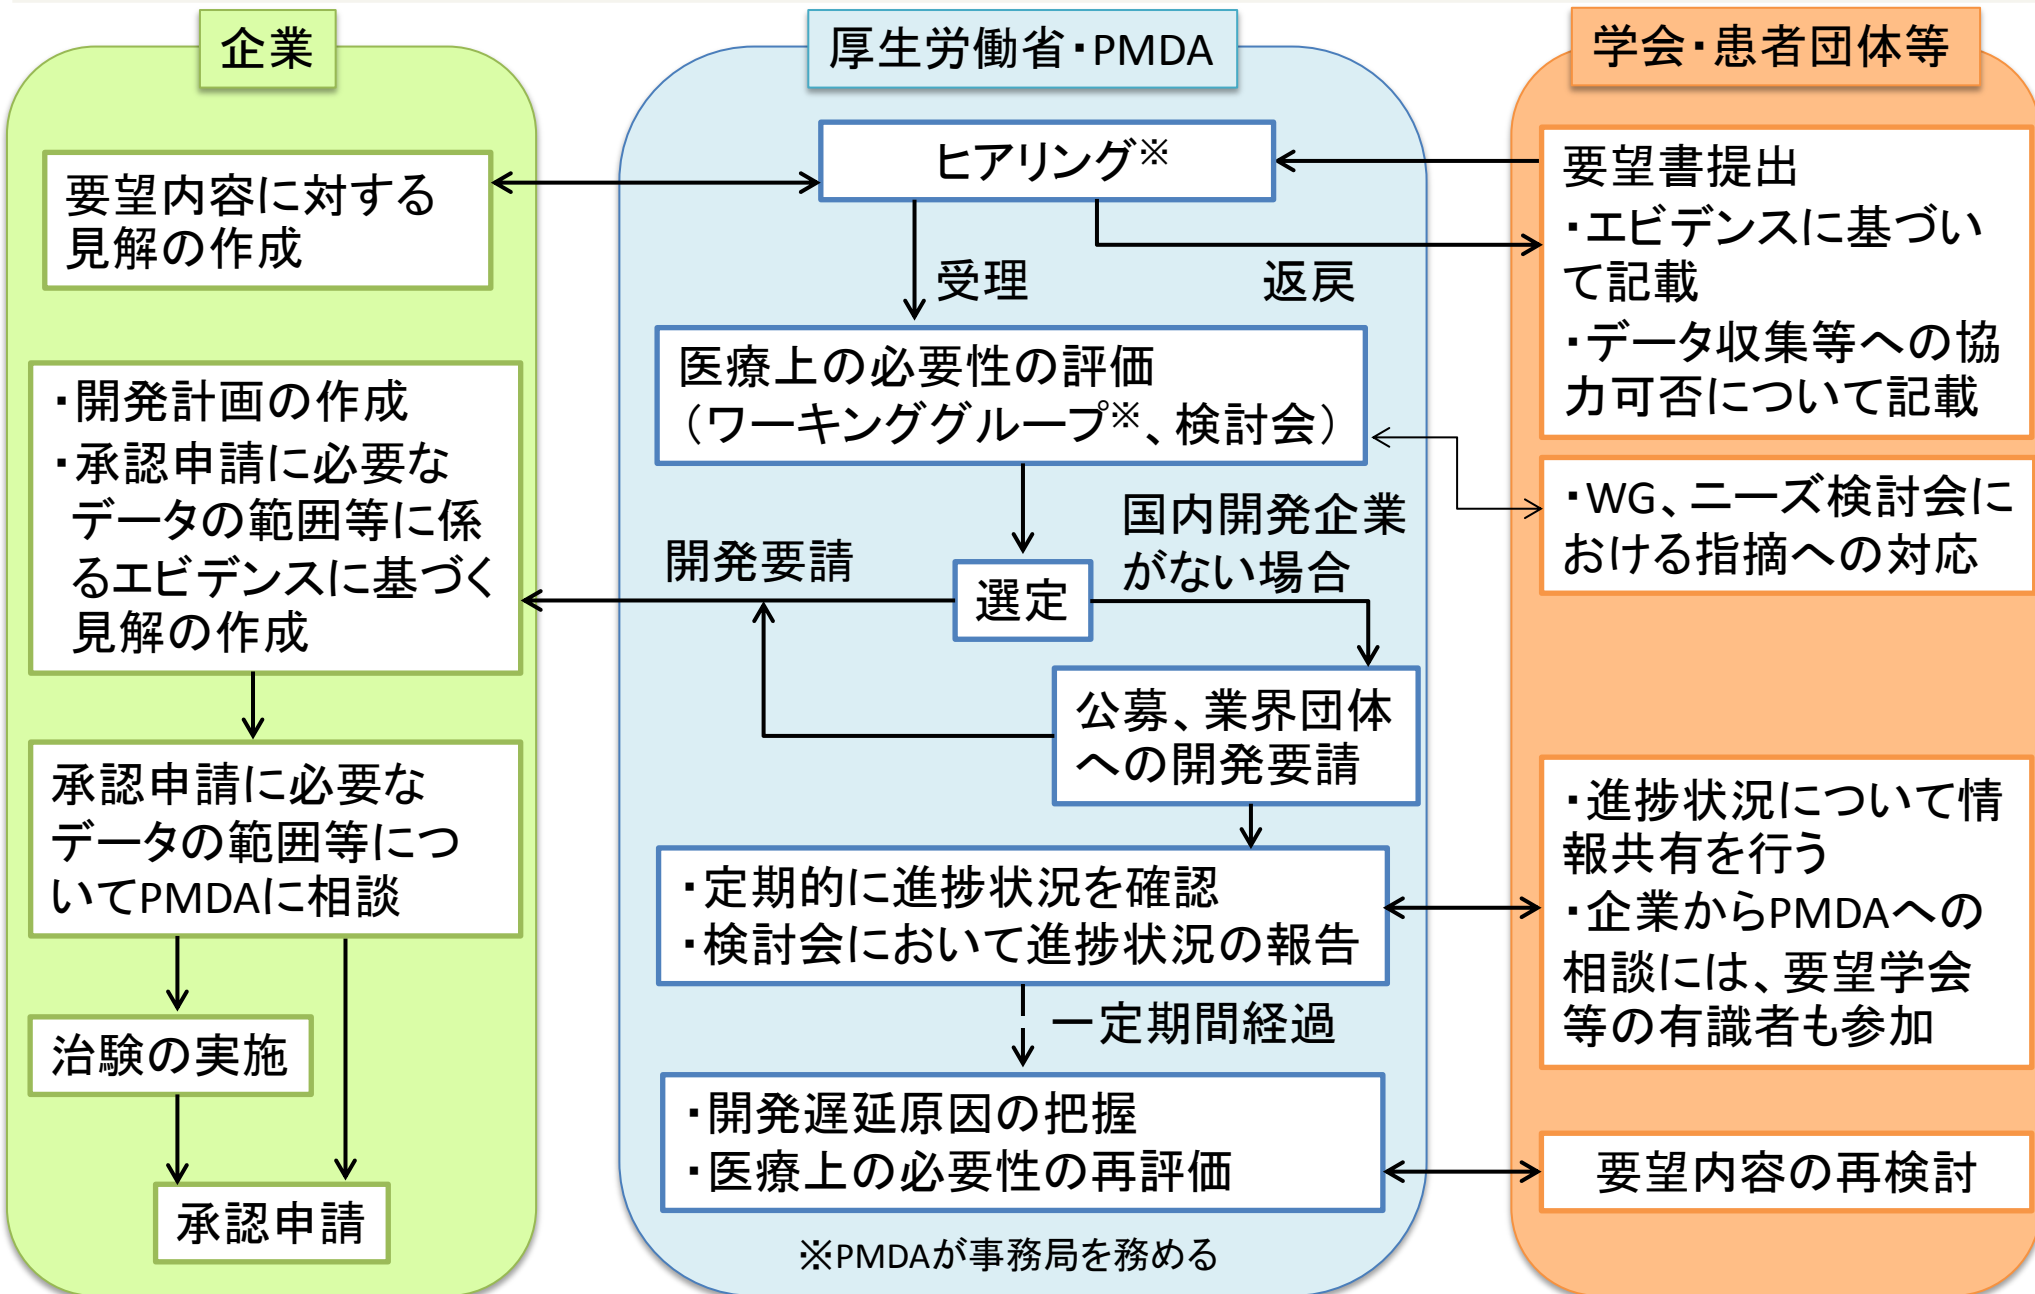 企業
要望内容に対する
見解の作成
・開発計画の作成
・承認申請に必要な
データの範囲等に係
るエビデンスに基づく
見解の作成
承認申請に必要な
データの範囲等につ
いてPMDAに相談
治験の実施
承認申請
厚生労働省・PMDA
ヒアリング※
受理
返戻
医療上の必要性の評価
（ワーキンググループ※、検討会）
国内開発企業
がない場合
開発要請
選定
公募、業界団体
への開発要請
・定期的に進捗状況を確認
・検討会において進捗状況の報告
一定期間経過
・開発遅延原因の把握
・医療上の必要性の再評価
※PMDAが事務局を務める
学会・患者団体等
要望書提出
・エビデンスに基づい
て記載
・データ収集等への協
力可否について記載
・WG、ニーズ検討会に
おける指摘への対応
・進捗状況について情
報共有を行う
・企業からPMDAへの
相談には、要望学会
等の有識者も参加
要望内容の再検討